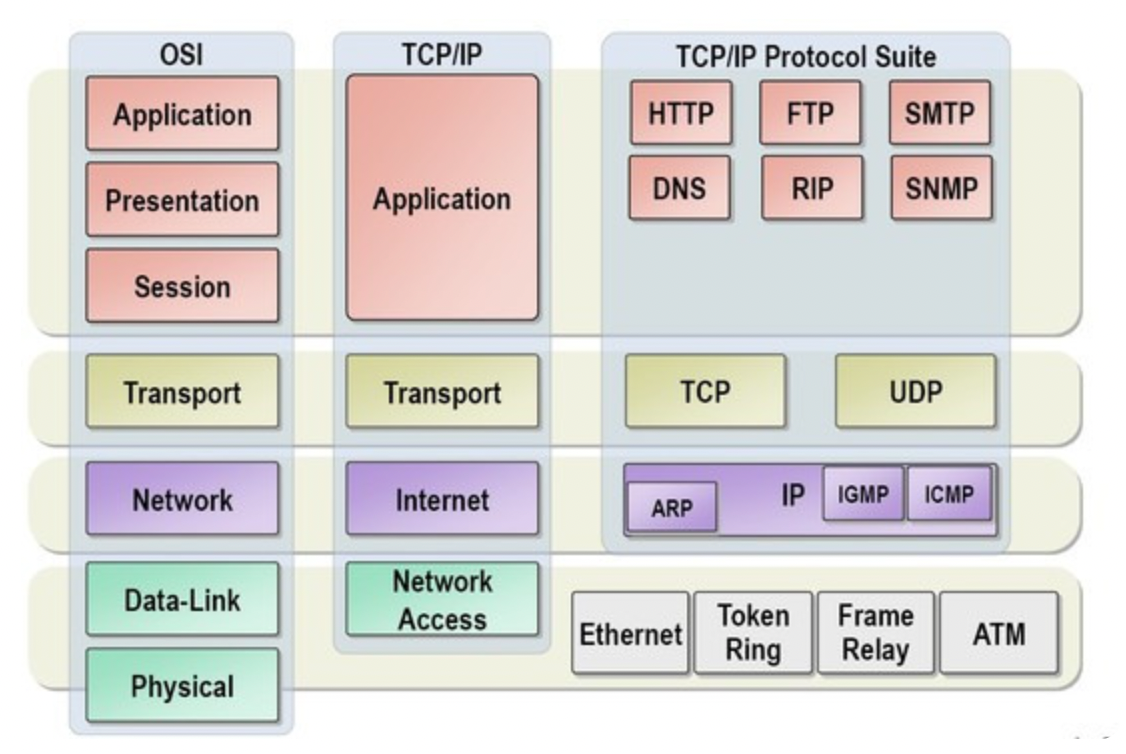 OSI
TCP/IP
TCP/IP Protocol Suite
Application
Presentation
Session
Application
HTTP
FTP
SMTP
DNS
RIP
SNMP
Transport
Transport
TCP
UDP
Network
Internet
ARP
IP
IGMP
ICMP
Data-Link
Physical
Network
Access
Ethernet
Token
Ring
Frame
Relay
ATM